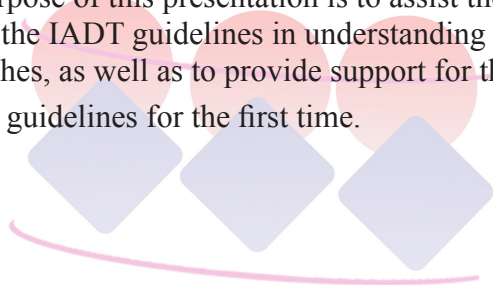 rpose of this presentation is to assist th
the IADT guidelines in understanding
hes, as well as to provide support for th
guidelines for the first time.